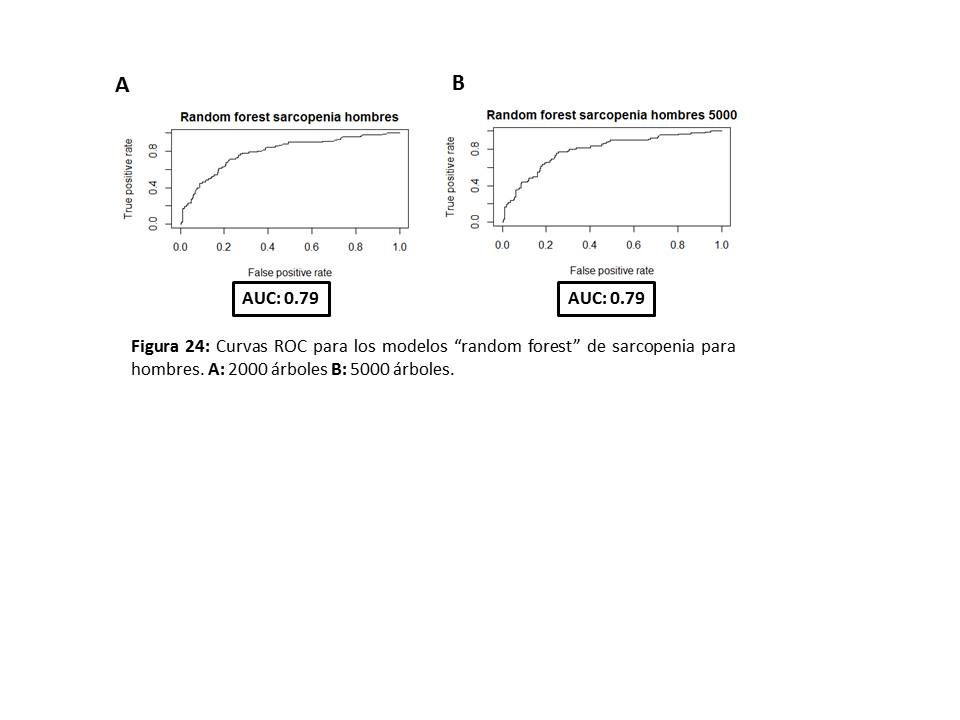 A
B
Random forest sarcopenia hombres
Random forest sarcopenia hombres 5000
True positive rate
0.0 0.4 0.8
0.0 0.2 0.4 0.6 0.8 1.0
False positive rate
AUC: 0.79
True positive rate
0.0 0.4 0.8
0.0 0.2 0.4 0.6 0.8 1.0
False positive rate
AUC: 0.79
Figura 24: Curvas ROC para los modelos “random forest” de sarcopenia para
hombres. A: 2000 árboles B: 5000 árboles.